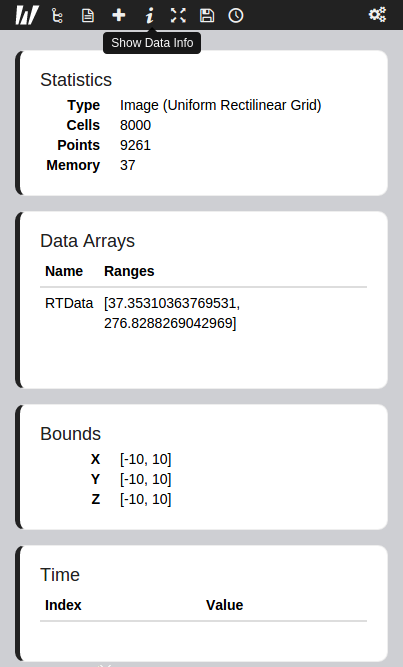 Show Data Info
Statistics
Type Image (Uniform Rectilinear Grid)
Cells 8000
Points 9261
Memory 37
Data Arrays
Name Ranges
RTData [37.35310363769531,
276.8288269042969]
Bounds
X [-10, 10]
Y [-10, 10]
Z [-10, 10]
Time
Index Value